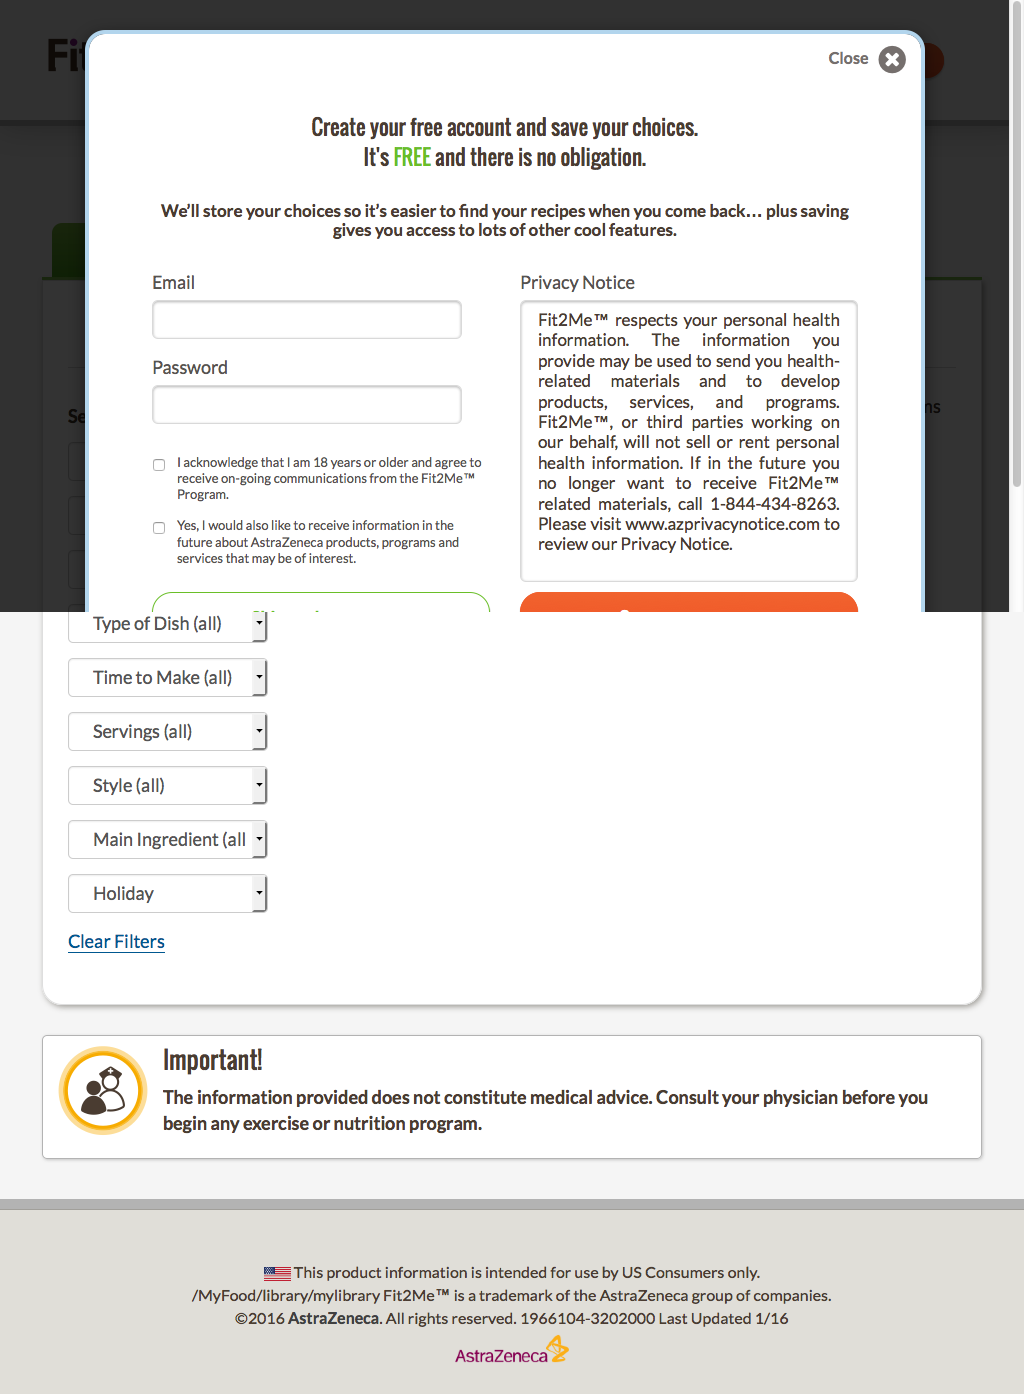 Fit
Close
Create your free account and save your choices.
It's FREE and there is no obligation.
We'll store your choices so it's easier to find your recipes when you come back... plus saving
gives you access to lots of other cool features.
Email
Password
I acknowledge that I am 18 years or older and agree to
receive on-going communications from the Fit2Me™
Program.
Yes, I would also like to receive information in the
future about AstraZeneca products, programs and
services that may be of interest.
Privacy Notice
Fit2Me™ respects your personal health
information. The information you
provide may be used to send you health-
related materials and to develop
products, services, and programs.
Fit2Me™, or third parties working on
our behalf, will not sell or rent personal
health information. If in the future you
no longer want to receive Fit2Me™
related materials, call 1-844-434-8263.
Please visit www.azprivacynotice.com to
review our Privacy Notice.
Se
ns
Type of Dish (all)
Time to Make (all)
Servings (all)
Style (all)
Main Ingredient (all
Holiday
Clear Filters
Important!
The information provided does not constitute medical advice. Consult your physician before you
begin any exercise or nutrition program.
This product information is intended for use by US Consumers only.
/MyFood/library/mylibrary Fit2Me™ is a trademark of the AstraZeneca group of companies.
©2016 AstraZeneca. All rights reserved. 1966104-3202000 Last Updated 1/16
AstraZeneca